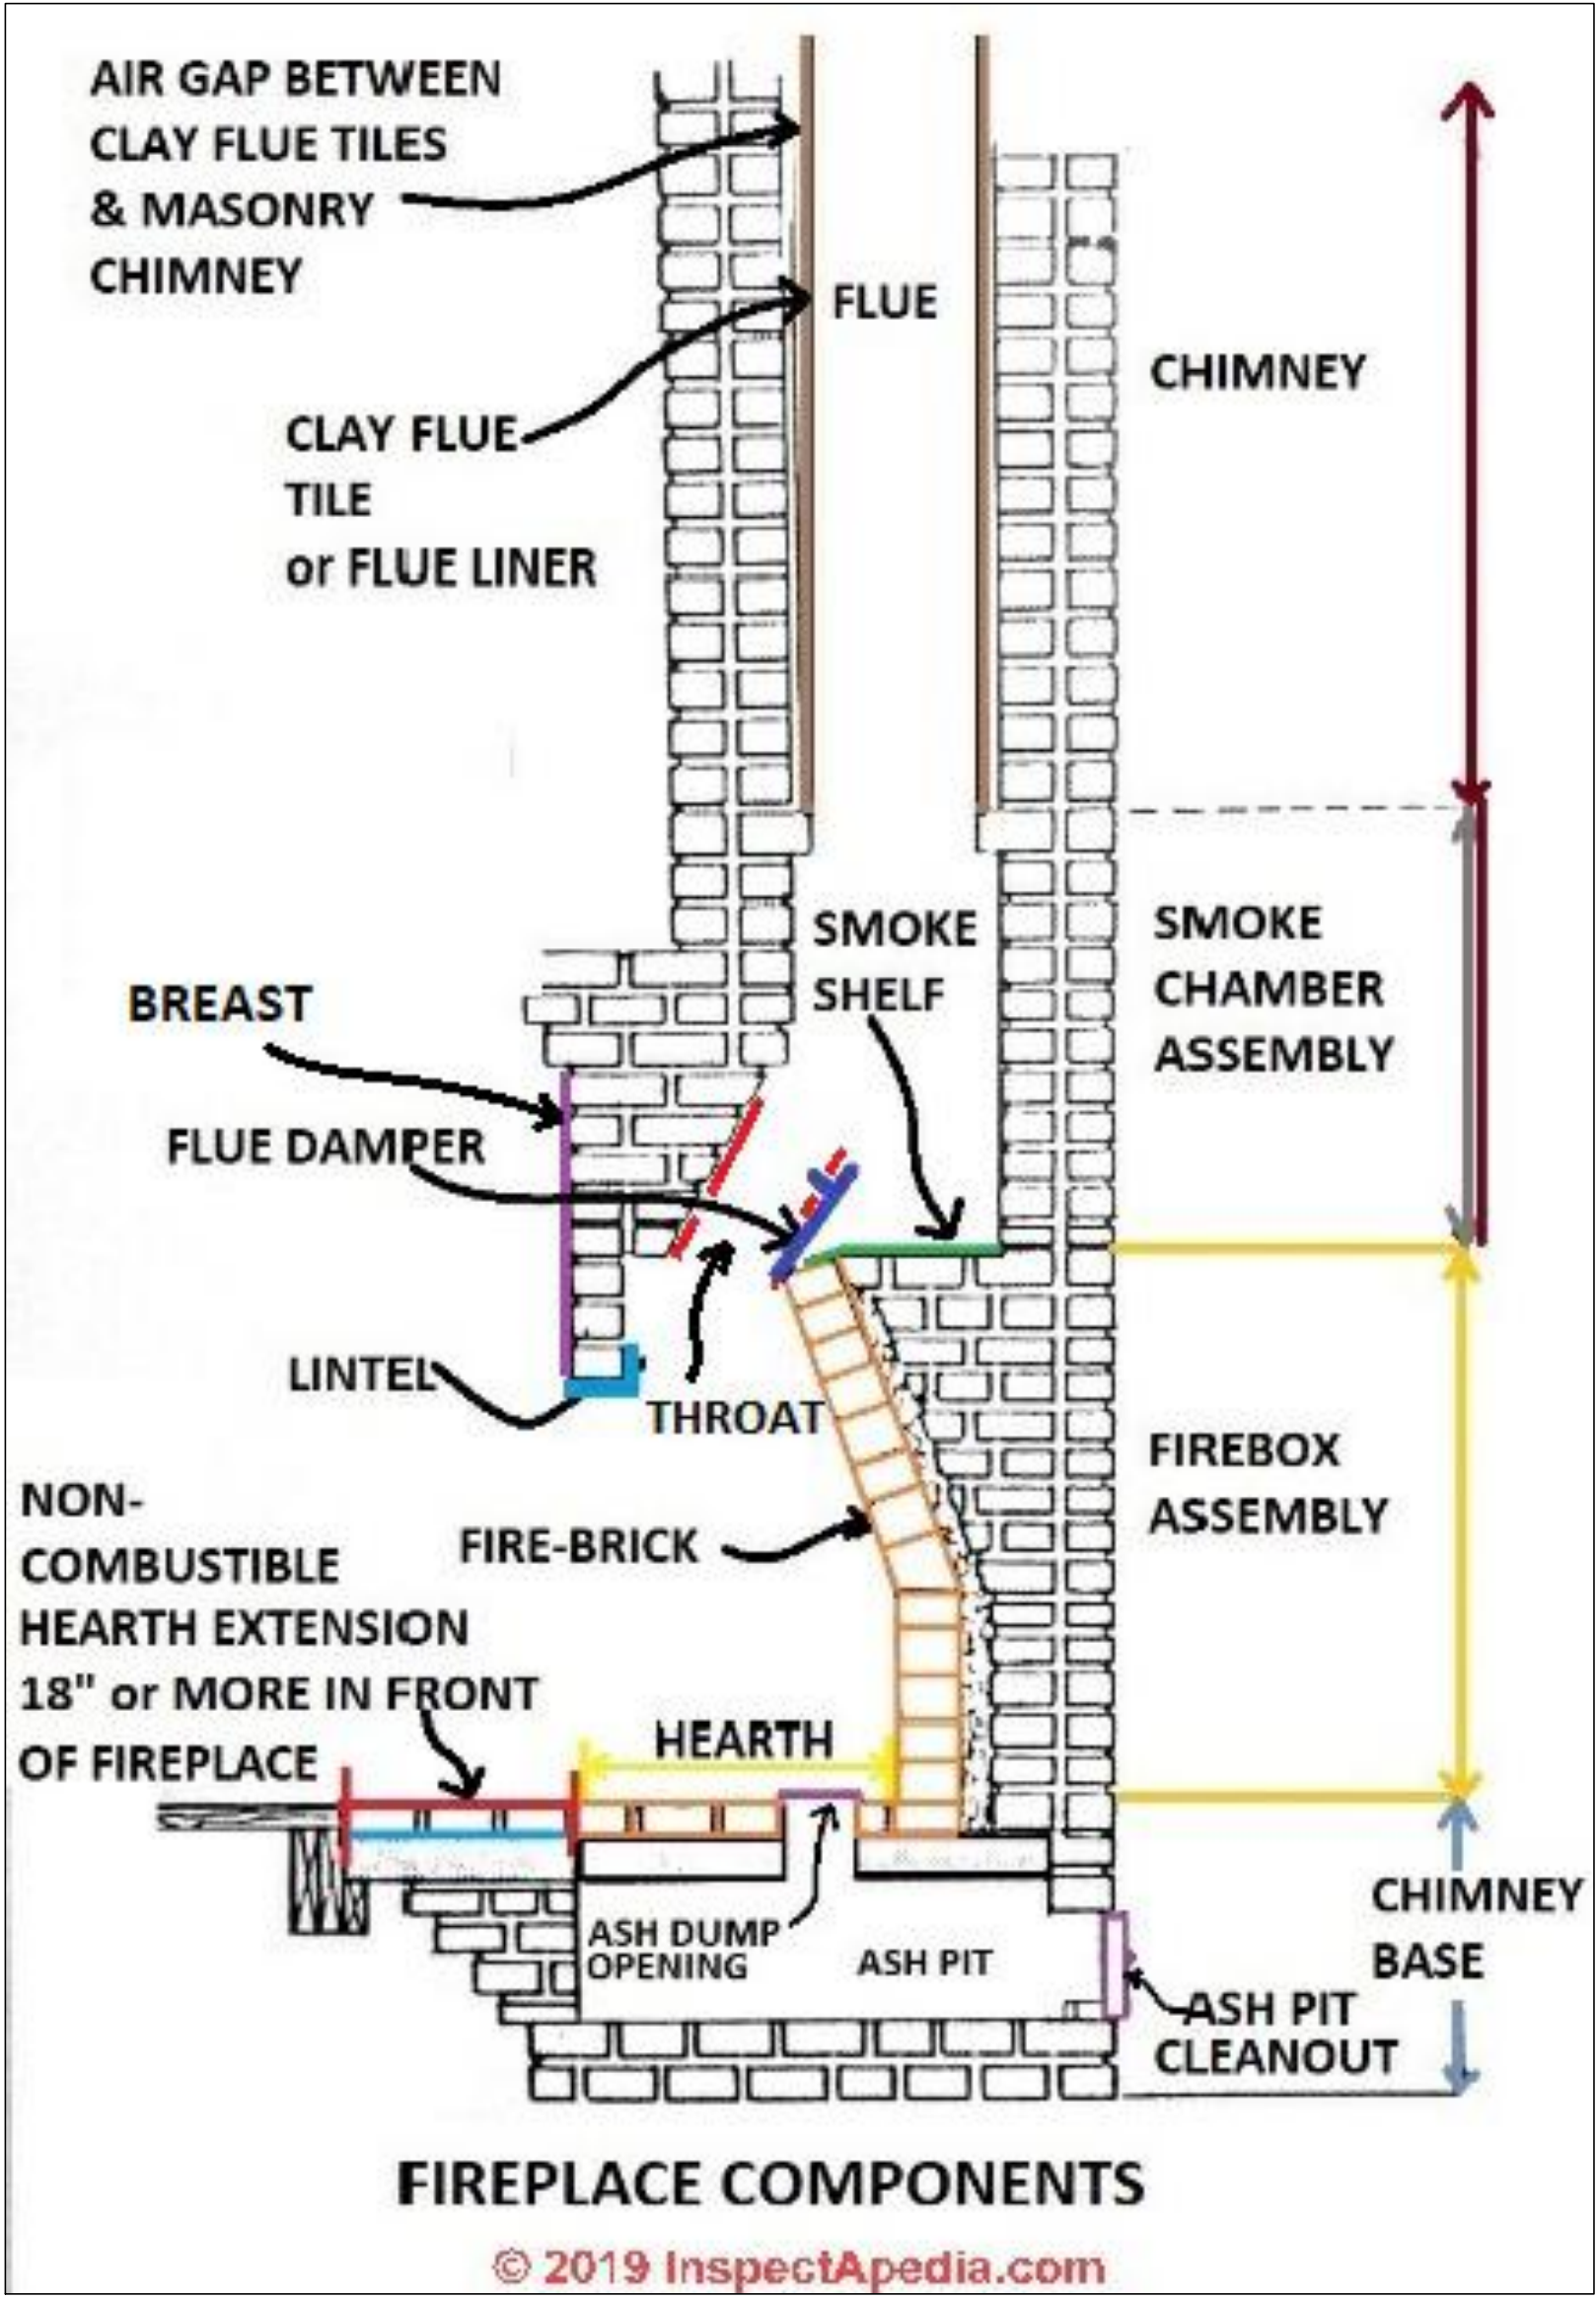 AIR GAP BETWEEN
CLAY FLUE TILES
& MASONRY
CHIMNEY
FLUE
CHIMNEY
CLAY FLUE
TILE
or FLUE LINER
SMOKE
SHELF
SMOKE
CHAMBER
ASSEMBLY
BREAST
FLUE DAMPER
LINTEL
THROAT
FIREBOX
ASSEMBLY
FIRE-BRICK
NON-
COMBUSTIBLE
HEARTH EXTENSION
18" or MORE IN FRONT
OF FIREPLACE
HEARTH
ASH DUMP
OPENING
ASH PIT
CHIMNEY
BASE
ASH PIT
CLEANOUT
FIREPLACE COMPONENTS
© 2019 InspectApedia.com